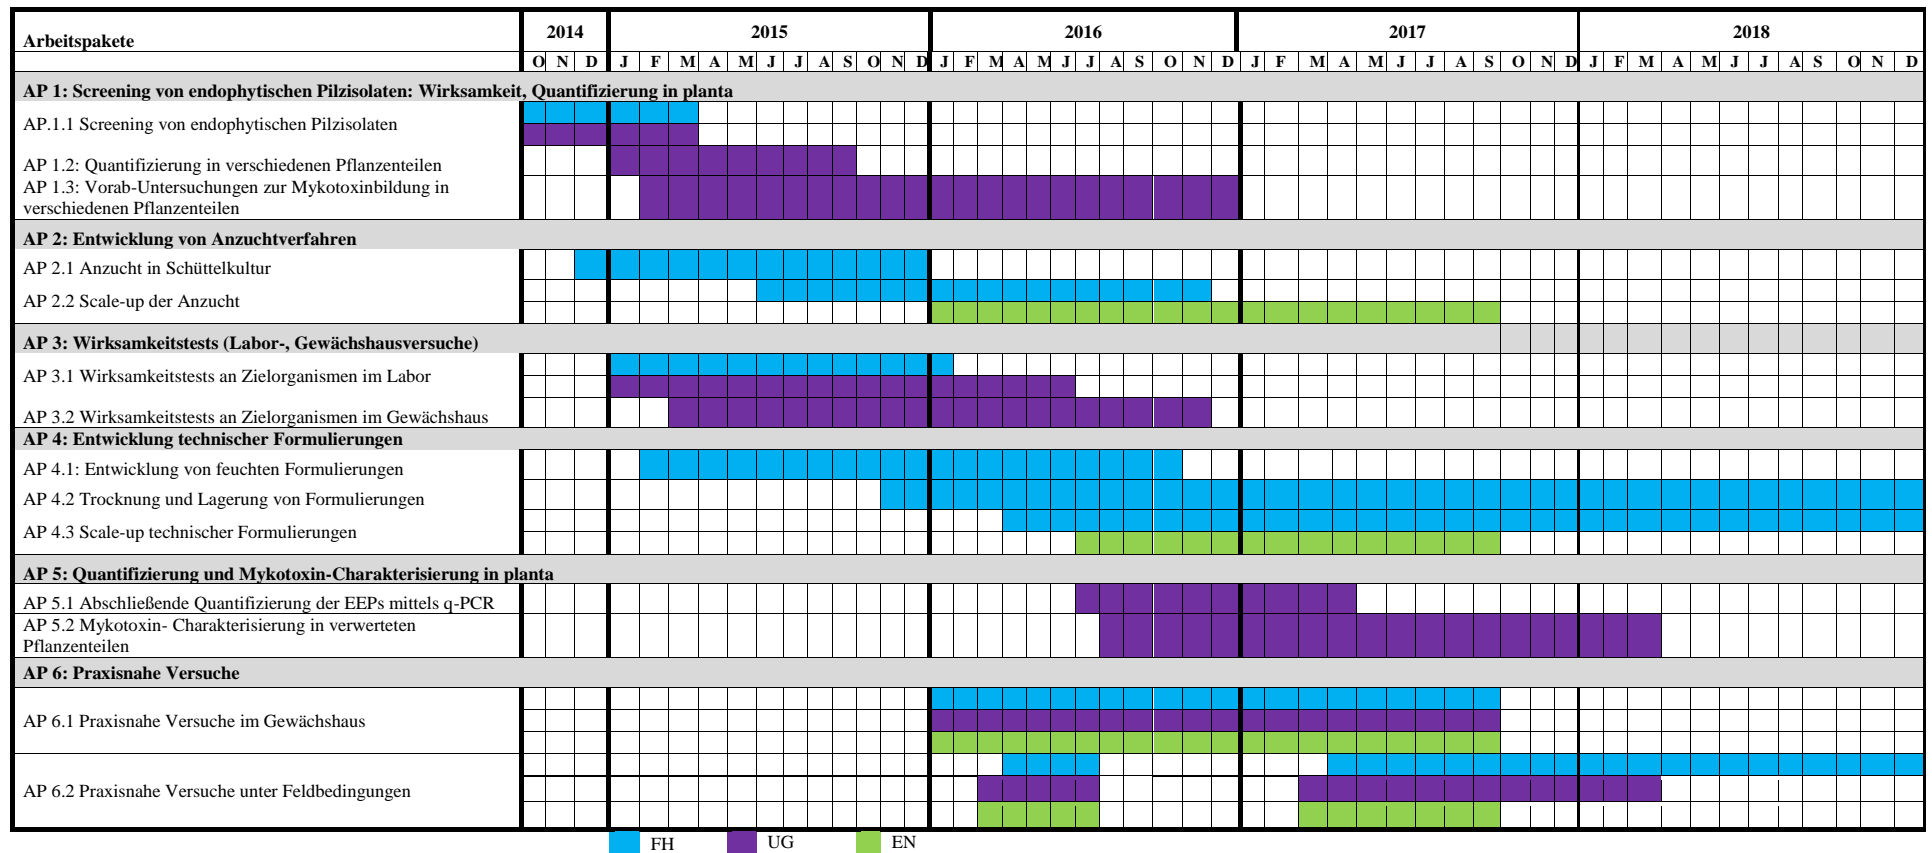 Arbeitspakete 2014 2015 2016 2017 2018
O N D J F M A M J J A S O N D J F M A M J J A S O N D J F M A M J J A S O N D J F M A M J J A S O N D
AP 1: Screening von endophytischen Pilzisolaten: Wirksamkeit, Quantifizierung in planta
AP.1.1 Screening von endophytischen Pilzisolaten
AP 1.2: Quantifizierung in verschiedenen Pflanzenteilen
AP 1.3: Vorab-Untersuchungen zur Mykotoxinbildung in
verschiedenen Pflanzenteilen
AP 2: Entwicklung von Anzuchtverfahren
AP 2.1 Anzucht in Schüttelkultur
AP 2.2 Scale-up der Anzucht
AP 3: Wirksamkeitstests (Labor-, Gewächshausversuche)
AP 3.1 Wirksamkeitstests an Zielorganismen im Labor
AP 3.2 Wirksamkeitstests an Zielorganismen im Gewächshaus
AP 4: Entwicklung technischer Formulierungen
AP 4.1: Entwicklung von feuchten Formulierungen
AP 4.2 Trocknung und Lagerung von Formulierungen
AP 4.3 Scale-up technischer Formulierungen
AP 5: Quantifizierung und Mykotoxin-Charakterisierung in planta
AP 5.1 Abschließende Quantifizierung der EEPs mittels q-PCR
AP 5.2 Mykotoxin- Charakterisierung in verwerteten
Pflanzenteilen
AP 6: Praxisnahe Versuche
AP 6.1 Praxisnahe Versuche im Gewächshaus
AP 6.2 Praxisnahe Versuche unter Feldbedingungen
FH UG EN